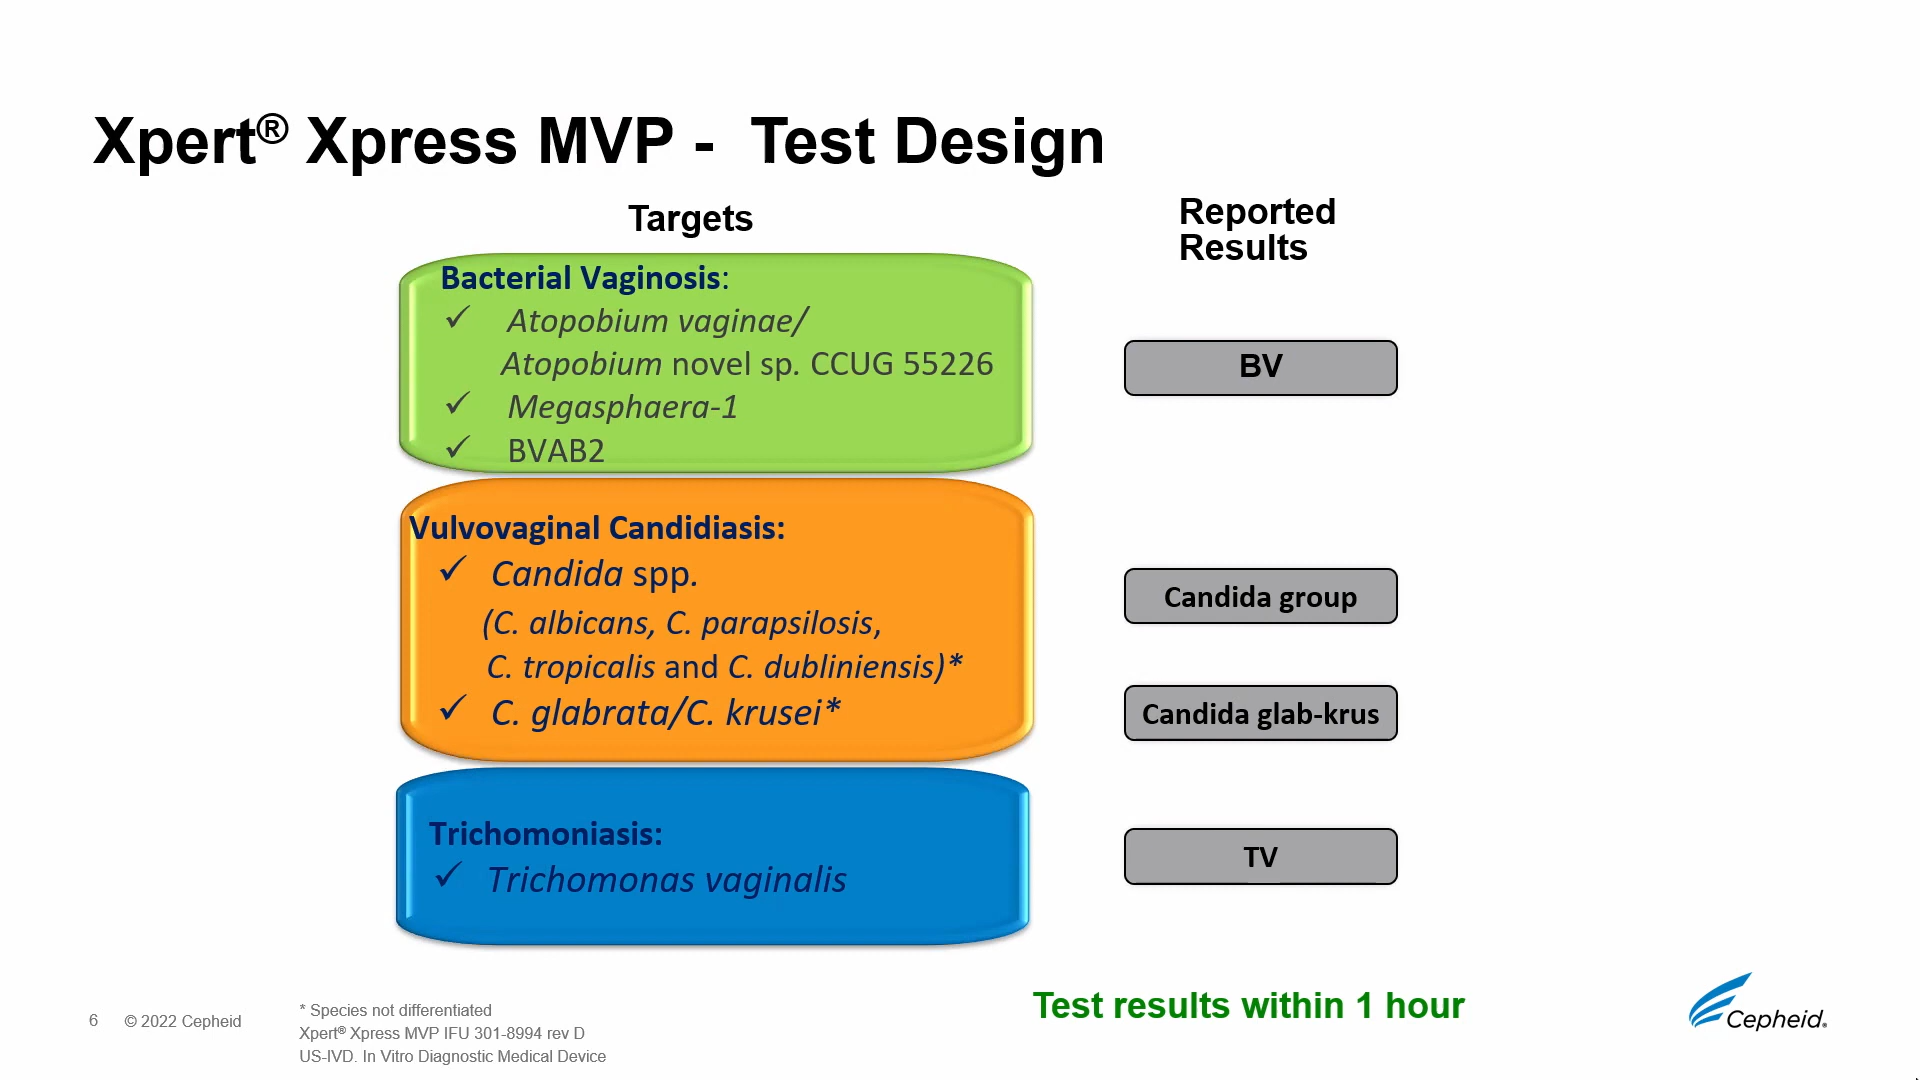 Xpert® Xpress MVP - Test Design
Targets
Reported
Results
Bacterial Vaginosis:
✓ Atopobium vaginae/
Atopobium novel sp. CCUG 55226
✓ Megasphaera-1
✓ BVAB2
BV
Vulvovaginal Candidiasis:
✓ Candida spp.
(C. albicans, C. parapsilosis,
C. tropicalis and C. dubliniensis)*
✓ C. glabrata/C. krusei*
Candida group
Candida glab-krus
Trichomoniasis:
✓ Trichomonas vaginalis
TV
Test results within 1 hour
6 © 2022 Cepheid
* Species not differentiated
Xpert® Xpress MVP IFU 301-8994 rev D
US-IVD. In Vitro Diagnostic Medical Device
Cepheid.